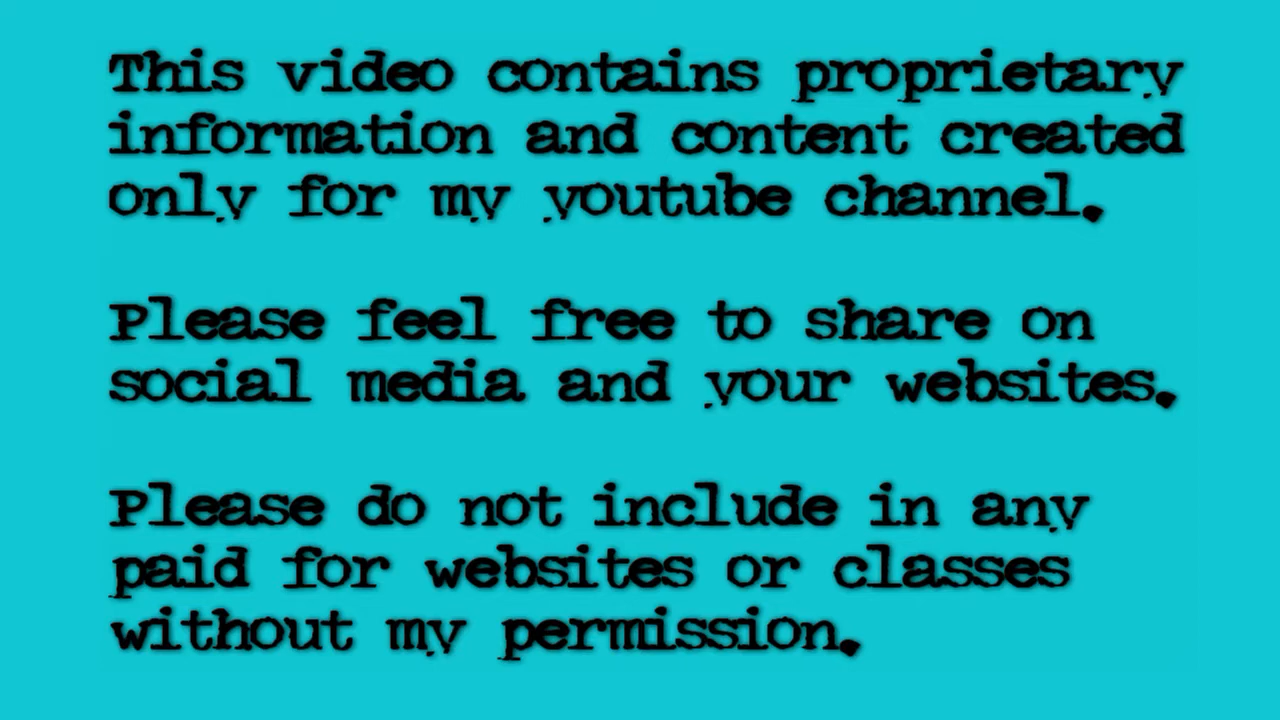 This video contains proprietary
information and content created
only for my youtube channel.
Please feel free to share on
social media and your websites.
Please do not include in any
paid for websites or classes
without my permission.